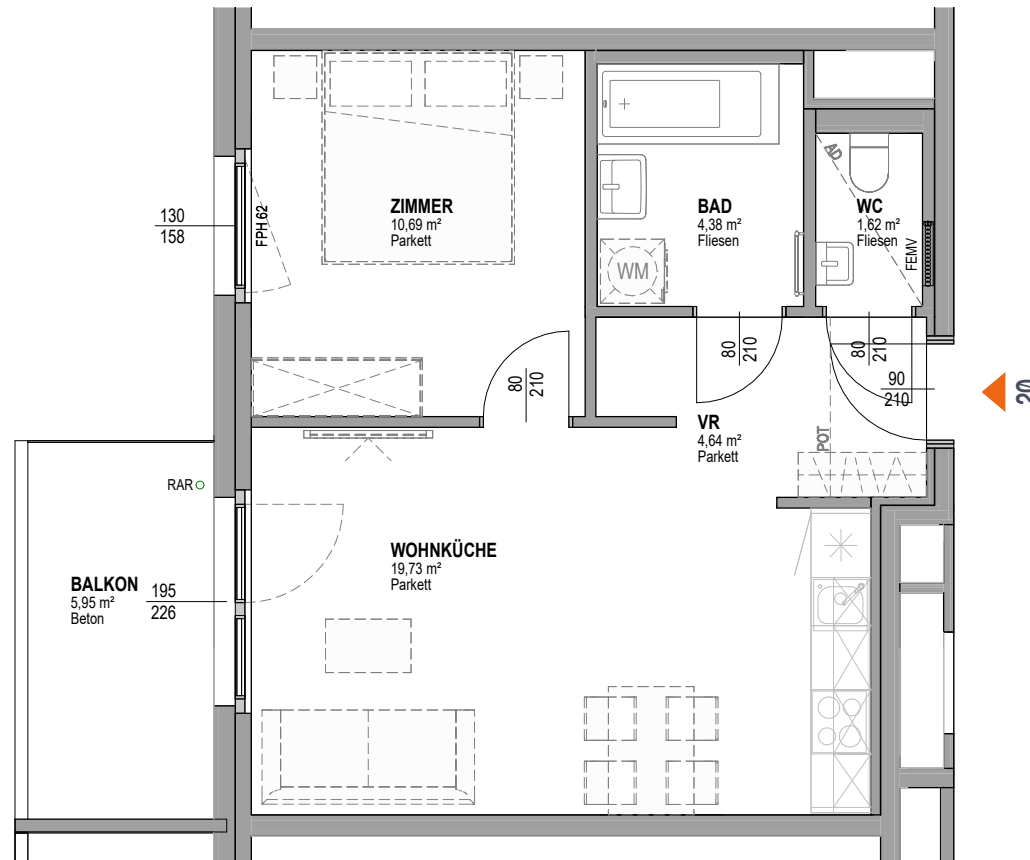 130
158
FPH 62
ZIMMER
10,69 m²
Parkett
BAD
4,38 m²
Fliesen
WM
AD
WC
1,62 m²
Fliesen
FEMV
80
210
80
210
80
210
90
210
20
VR
4,64 m²
Parkett
POT
RAR
BALKON
5,95 m²
Beton
195
226
WOHNKÜCHE
19,73 m²
Parkett